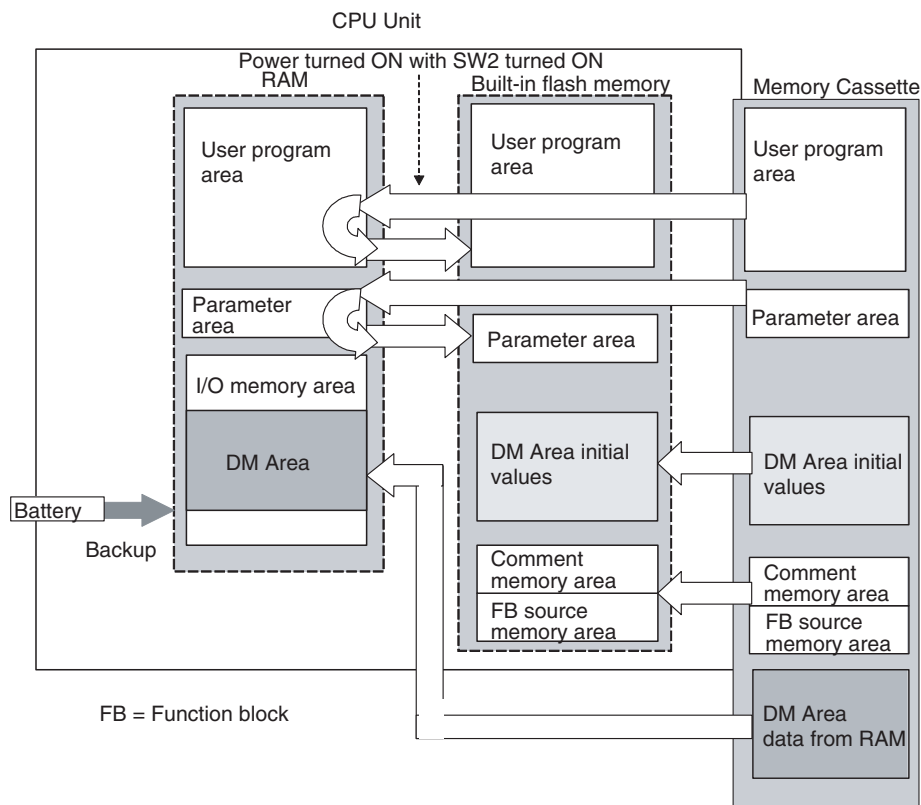 CPU Unit
Power turned ON with SW2 turned ON
RAM
Built-in flash memory
Memory Cassette
User program
area
User program
area
User program
area
Parameter
area
Parameter area
Parameter area
I/O memory area
DM Area
DM Area initial
values
DM Area initial
values
Battery
Backup
Comment
memory area
FB source
memory area
Comment
memory area
FB source
memory area
FB = Function block
DM Area
data from RAM